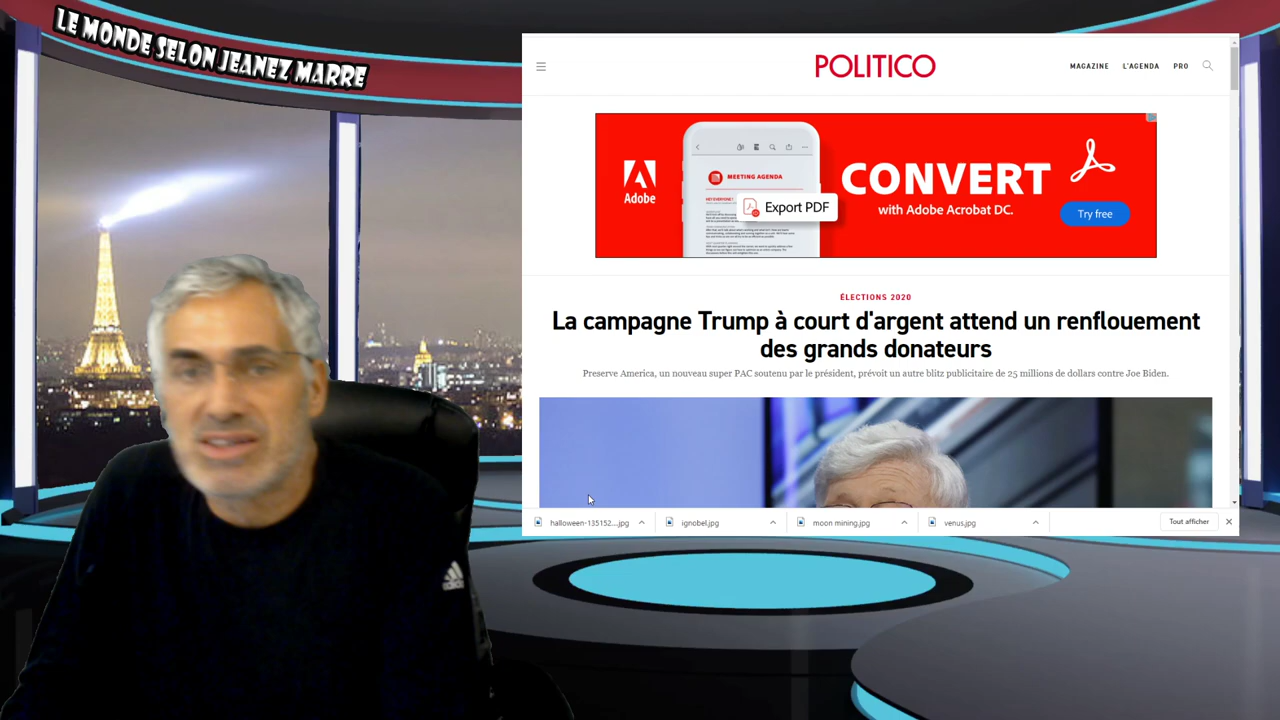 LE MONDE SELON JEANEZ MARRE
POLITICO
MAGAZINE L'AGENDA PRO
Adobe
MEETING AGENDA
Export PDF
CONVERT
with Adobe Acrobat DC.
Try free
ÉLECTIONS 2020
La campagne Trump à court d'argent attend un renflouement
des grands donateurs
Preserve America, un nouveau super PAC soutenu par le président, prévoit un autre blitz publicitaire de 25 millions de dollars contre Joe Biden.
halloween-135152....jpg ignobel.jpg moon mining.jpg venus.jpg Tout afficher
adidas